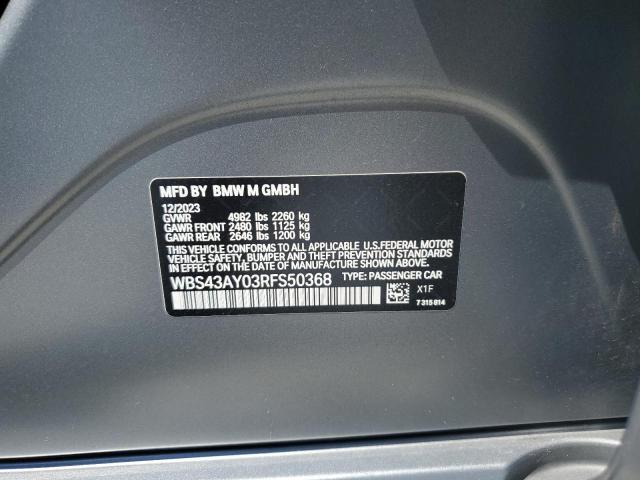 MFD BY BMW M GMBH
12/2023
GVWR 4982 lbs 2260 kg
GAWR FRONT 2480 lbs 1125 kg
GAWR REAR 2646 lbs 1200 kg
THIS VEHICLE CONFORMS TO ALL APPLICABLE U.S.FEDERAL MOTOR
VEHICLE SAFETY, BUMPER, AND THEFT PREVENTION STANDARDS IN
EFFECT ON THE DATE OF MANUFACTURE SHOWN ABOVE.
WBS43AY03RFS50368 TYPE: PASSENGER CAR
X1F
7 315 814